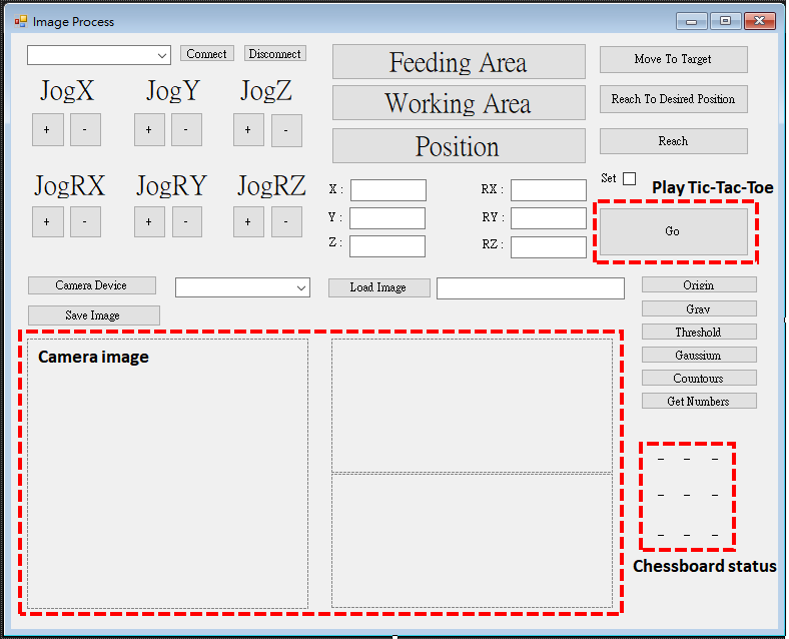 Image Process
Connect
Disconnect
JogX
JogY
JogZ
+
-
+
-
+
-
JogRX
JogRY
JogRZ
+
-
+
-
+
-
Feeding Area
Working Area
Position
X :
Y :
Z :
RX :
RY :
RZ :
Move To Target
Reach To Desired Position
Reach
Set
Play Tic-Tac-Toe
Go
Camera Device
Save Image
Load Image
Origin
Gray
Threshold
Gaussium
Countours
Get Numbers
Camera image
- - -
- - -
- - -
Chessboard status